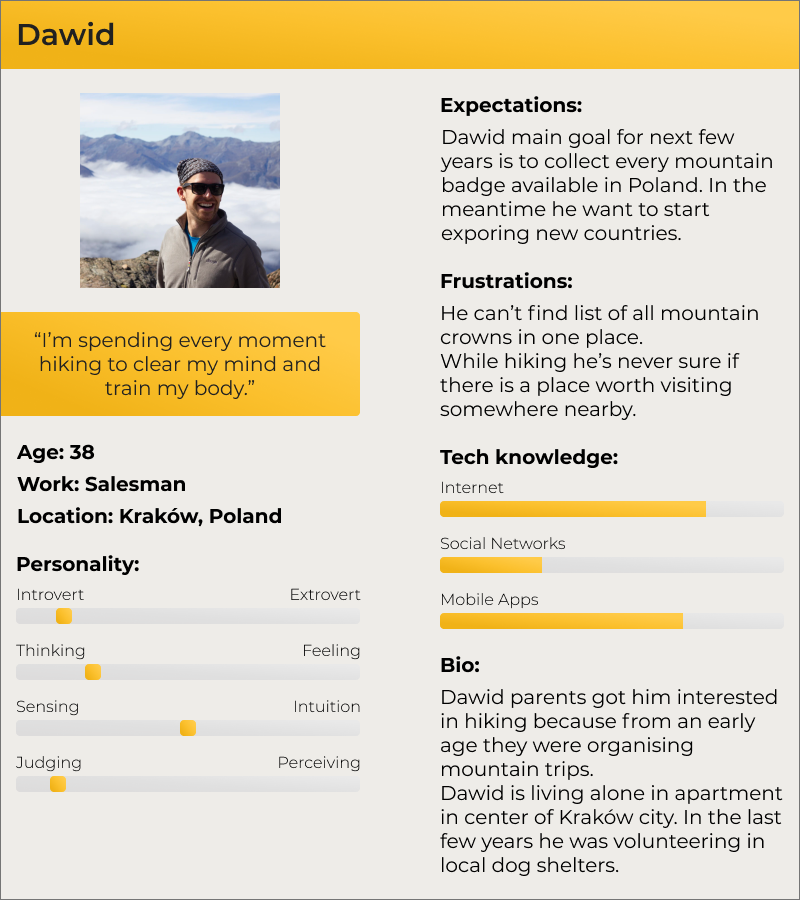 Dawid
“I’m spending every moment
hiking to clear my mind and
train my body.”
Age: 38
Work: Salesman
Location: Kraków, Poland
Personality:
Introvert Extrovert
Thinking Feeling
Sensing Intuition
Judging Perceiving
Expectations:
Dawid main goal for next few
years is to collect every mountain
badge available in Poland. In the
meantime he want to start
exporing new countries.
Frustrations:
He can’t find list of all mountain
crowns in one place.
While hiking he’s never sure if
there is a place worth visiting
somewhere nearby.
Tech knowledge:
Internet
Social Networks
Mobile Apps
Bio:
Dawid parents got him interested
in hiking because from an early
age they were organising
mountain trips.
Dawid is living alone in apartment
in center of Kraków city. In the last
few years he was volunteering in
local dog shelters.